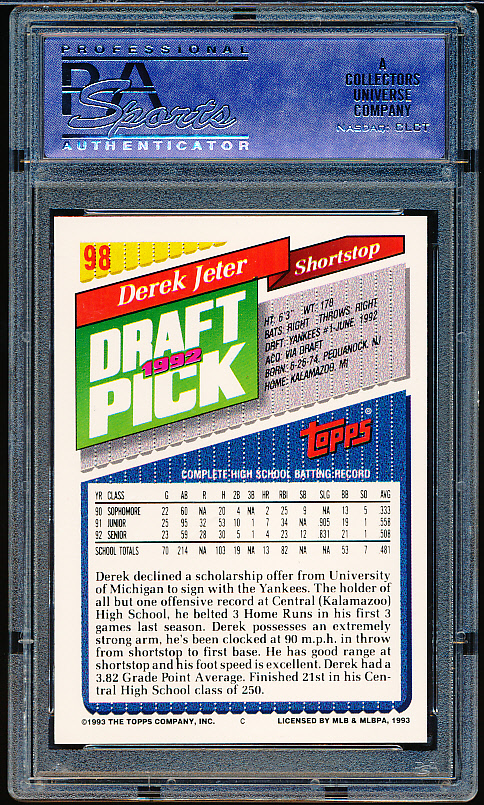 PROFESSIONAL
PSA
Sports
AUTHENTICATOR
A
COLLECTORS
UNIVERSE
COMPANY
NASDAQ: CLCT
98
Derek Jeter
Shortstop
DRAFT
1992
PICK
HT: 6'3" WT: 178
BATS: RIGHT THROWS: RIGHT
DRAFT: YANKEES #1-JUNE, 1992
ACQ: VIA DRAFT
BORN: 6-26-74, PEQUANOCK, NJ
HOME: KALAMAZOO, MI
topps®
COMPLETE HIGH SCHOOL BATTING RECORD
YR CLASS G AB R H 2B 3B HR RBI SB SLG BB SO AVG
90 SOPHOMORE 22 60 NA 20 4 NA 2 25 9 NA 13 5 .333
91 JUNIOR 25 95 32 53 10 1 7 34 NA .905 19 1 .558
92 SENIOR 23 59 28 30 5 1 4 23 12 .831 21 1 .508
SCHOOL TOTALS 70 214 NA 103 19 NA 13 82 NA NA 53 7 .481
Derek declined a scholarship offer from University
of Michigan to sign with the Yankees. The holder of
all but one offensive record at Central (Kalamazoo)
High School, he belted 3 Home Runs in his first 3
games last season. Derek possesses an extremely
strong arm, he's been clocked at 90 m.p.h. in throw
from shortstop to first base. He has good range at
shortstop and his foot speed is excellent. Derek had a
3.82 Grade Point Average. Finished 21st in his Cen-
tral High School class of 250.
©1993 THE TOPPS COMPANY, INC. C LICENSED BY MLB & MLBPA, 1993